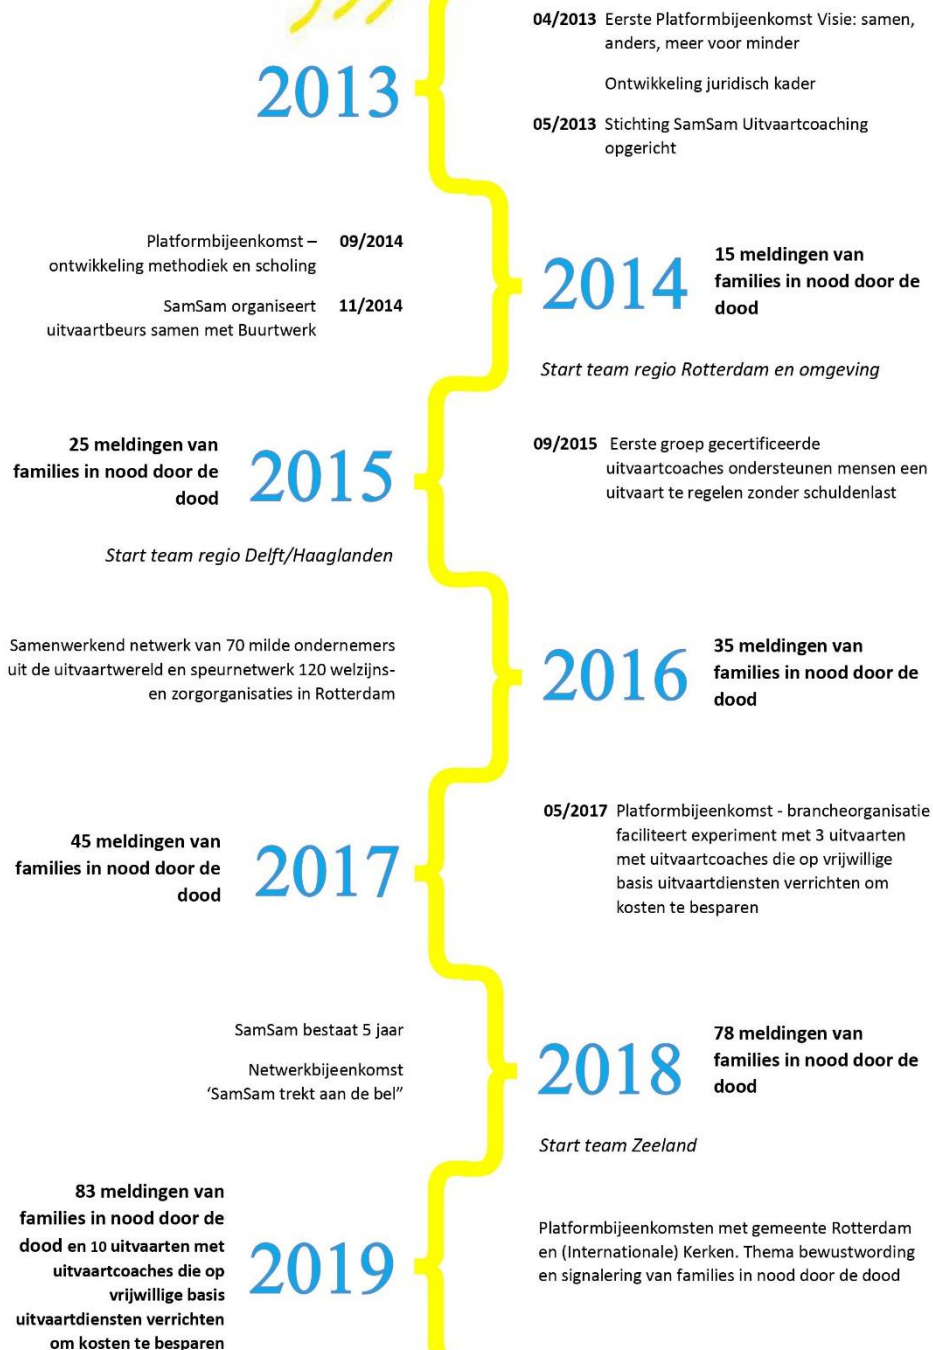 04/2013 Eerste Platformbijeenkomst Visie: samen,
anders, meer voor minder
Ontwikkeling juridisch kader
2013
05/2013 Stichting SamSam Uitvaartcoaching
opgericht
Platformbijeenkomst – 09/2014
ontwikkeling methodiek en scholing
SamSam organiseert 11/2014
uitvaartbeurs samen met Buurtwerk
2014
15 meldingen van
families in nood door de
dood
Start team regio Rotterdam en omgeving
25 meldingen van
families in nood door de
dood
2015
Start team regio Delft/Haaglanden
09/2015 Eerste groep gecertificeerde
uitvaartcoaches ondersteunen mensen een
uitvaart te regelen zonder schuldenlast
Samenwerkend netwerk van 70 milde ondernemers
uit de uitvaartwereld en speurnetwerk 120 welzijns-
en zorgorganisaties in Rotterdam
2016
35 meldingen van
families in nood door de
dood
45 meldingen van
families in nood door de
dood
2017
05/2017 Platformbijeenkomst - brancheorganisatie
faciliteert experiment met 3 uitvaarten
met uitvaartcoaches die op vrijwillige
basis uitvaartdiensten verrichten om
kosten te besparen
SamSam bestaat 5 jaar
Netwerkbijeenkomst
‘SamSam trekt aan de bel”
2018
78 meldingen van
families in nood door de
dood
Start team Zeeland
83 meldingen van
families in nood door de
dood en 10 uitvaarten met
uitvaartcoaches die op
vrijwillige basis
uitvaartdiensten verrichten
om kosten te besparen
2019
Platformbijeenkomsten met gemeente Rotterdam
en (Internationale) Kerken. Thema bewustwording
en signalering van families in nood door de dood